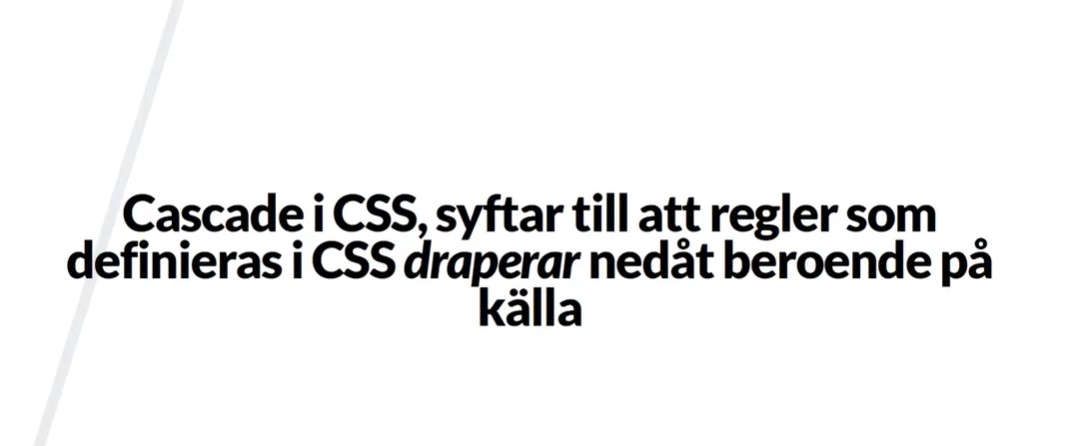 Cascade i CSS, syftar till att regler som
definieras i CSS draperar nedåt beroende på
källa